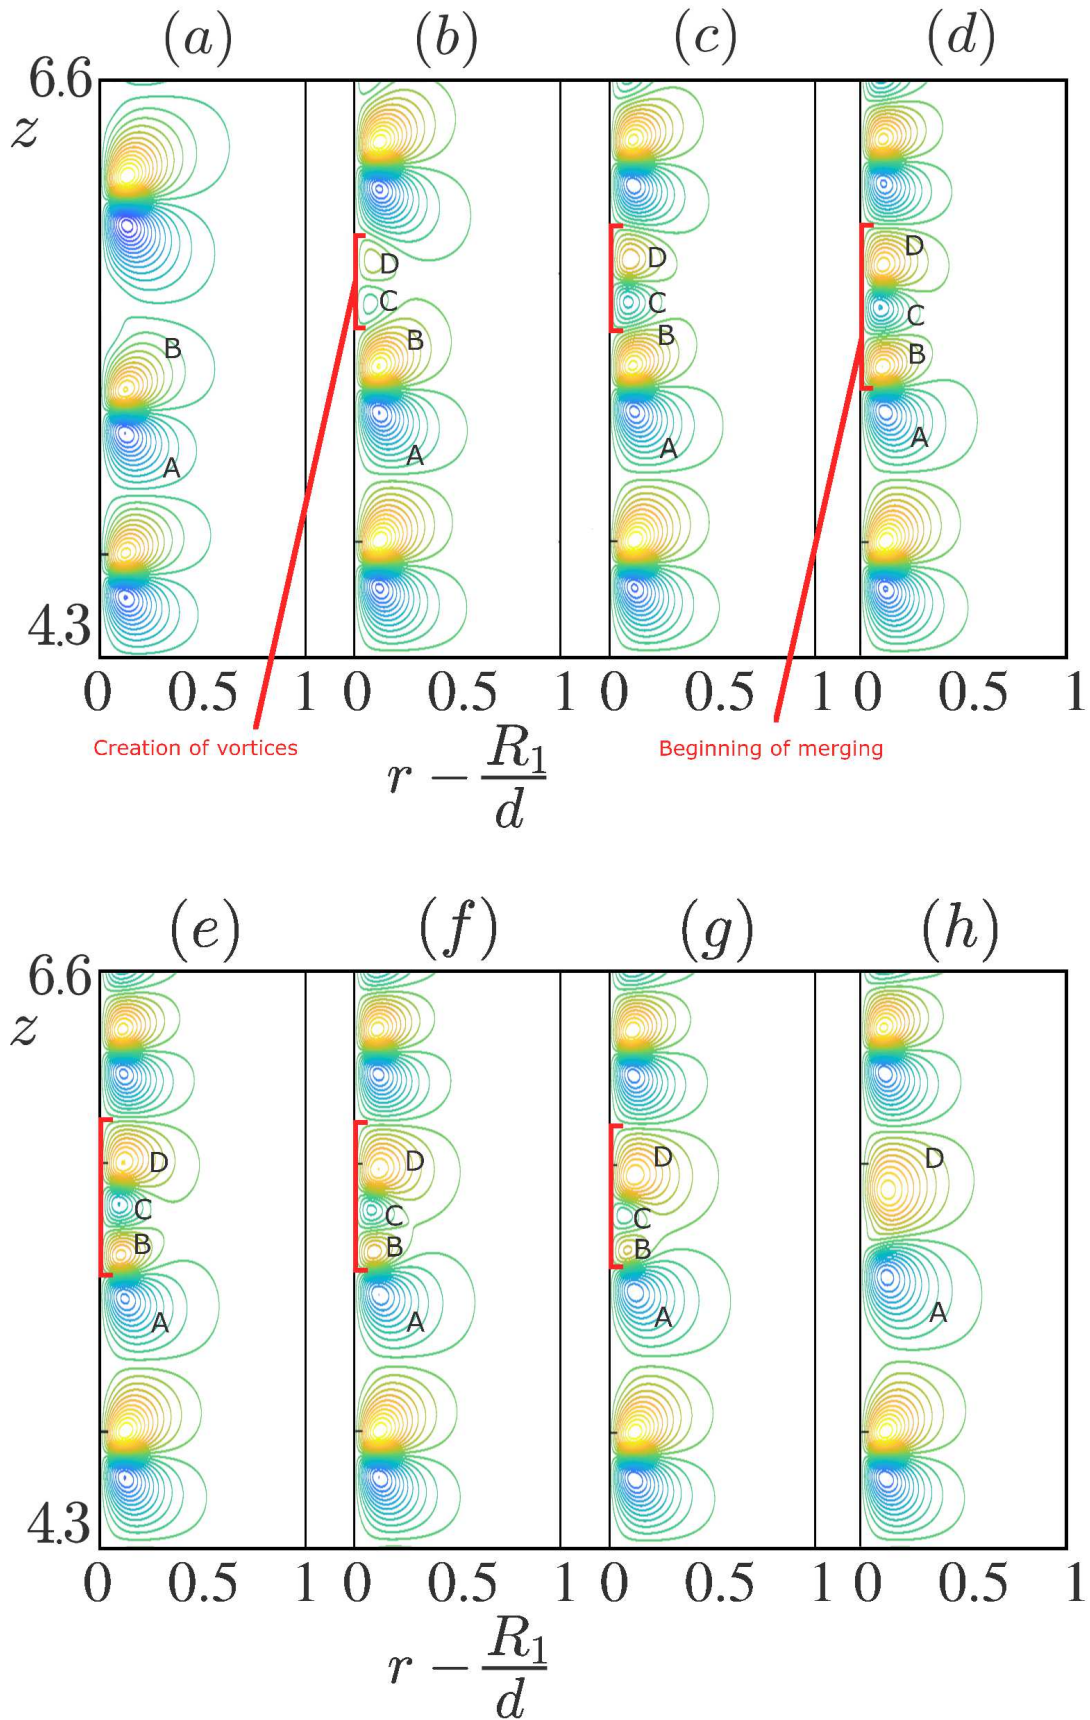 (a) (b) (c) (d)
6.6
z
D
C
B
A
B
A
D
C
B
A
D
C
B
A
4.3
0 0.5 1 0 0.5 1 0 0.5 1 0 0.5 1
Creation of vortices
Beginning of merging
r − R₁/d
(e) (f) (g) (h)
6.6
z
D
C
B
A
D
C
B
A
D
C
B
A
D
A
4.3
0 0.5 1 0 0.5 1 0 0.5 1 0 0.5 1
r − R₁/d